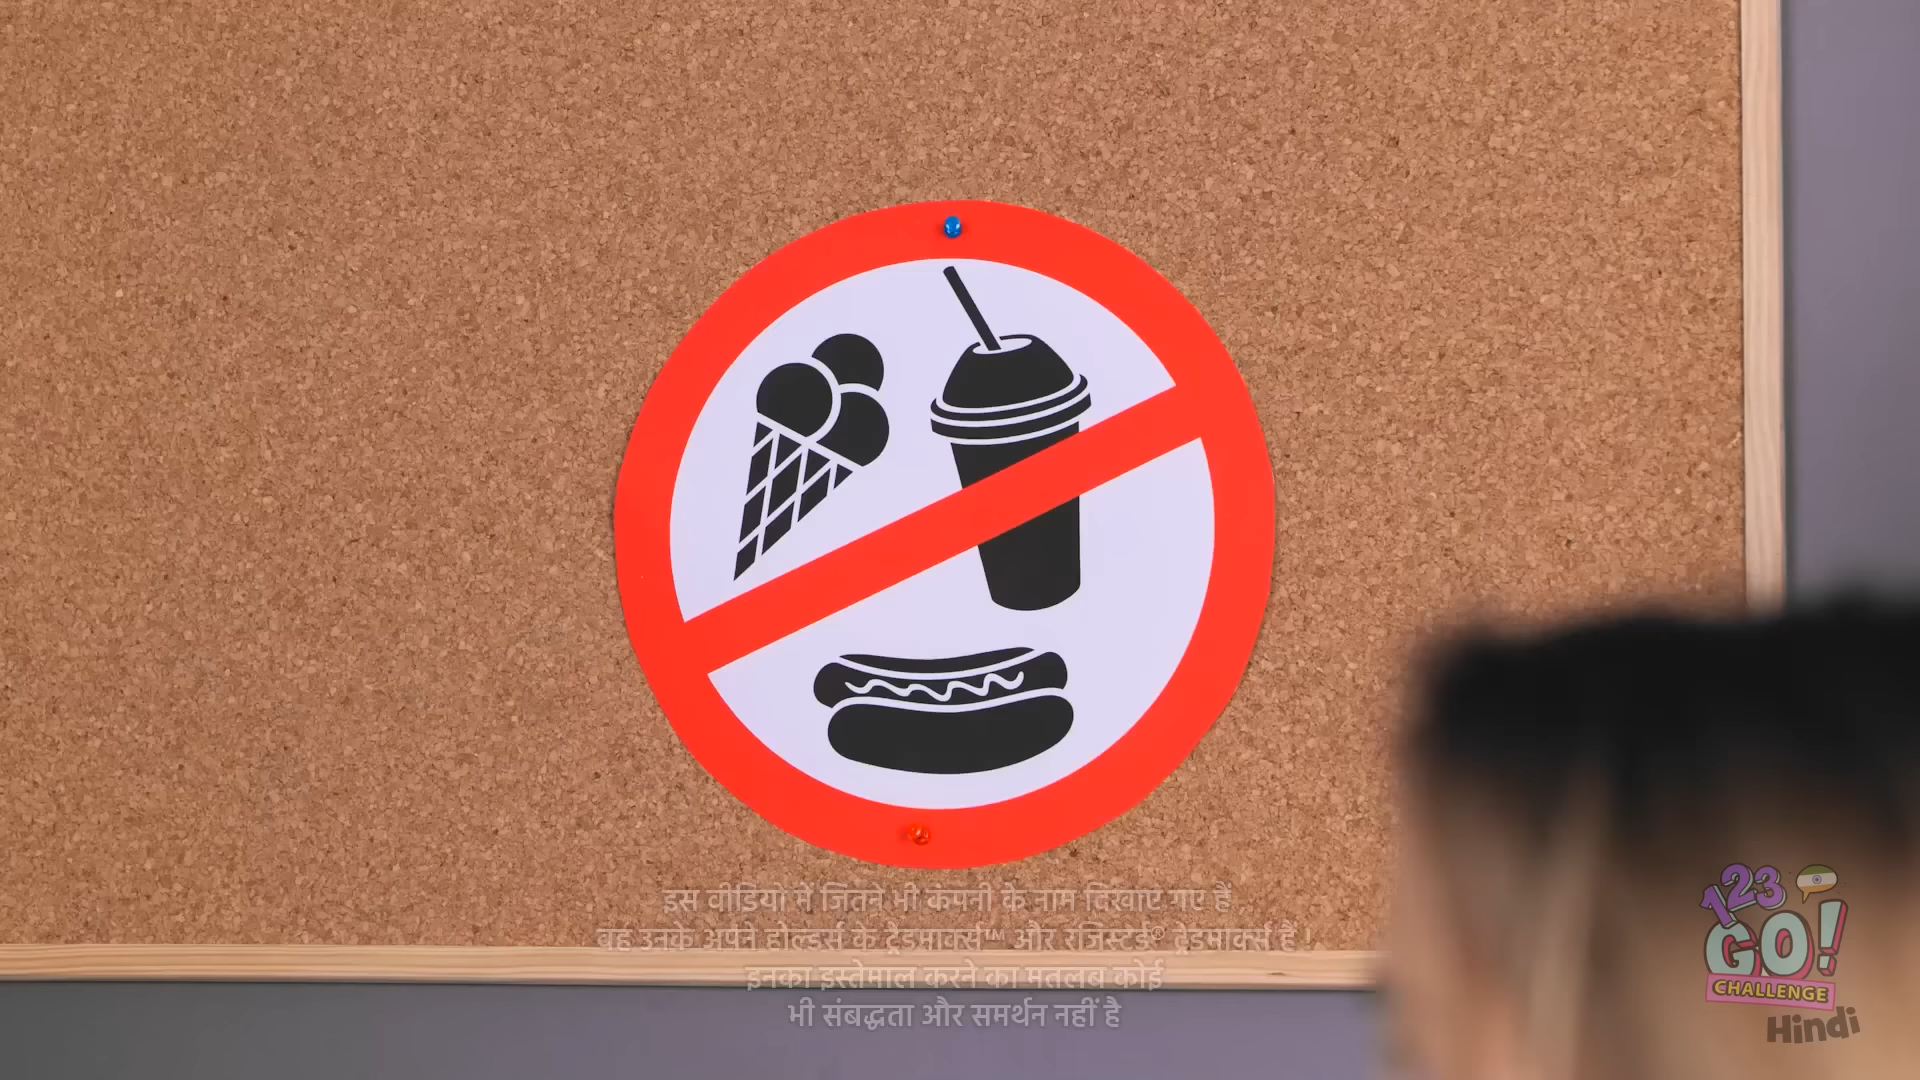 इस वीडियो में जितने भी कंपनी के नाम दिखाए गए हैं ,
वह उनके अपने होल्डर्स के ट्रेडमार्क्स™ और रजिस्टर्ड® ट्रेडमार्क्स हैं।
इनका इस्तेमाल करने का मतलब कोई
भी संबद्धता और समर्थन नहीं है
123
GO!
CHALLENGE
Hindi